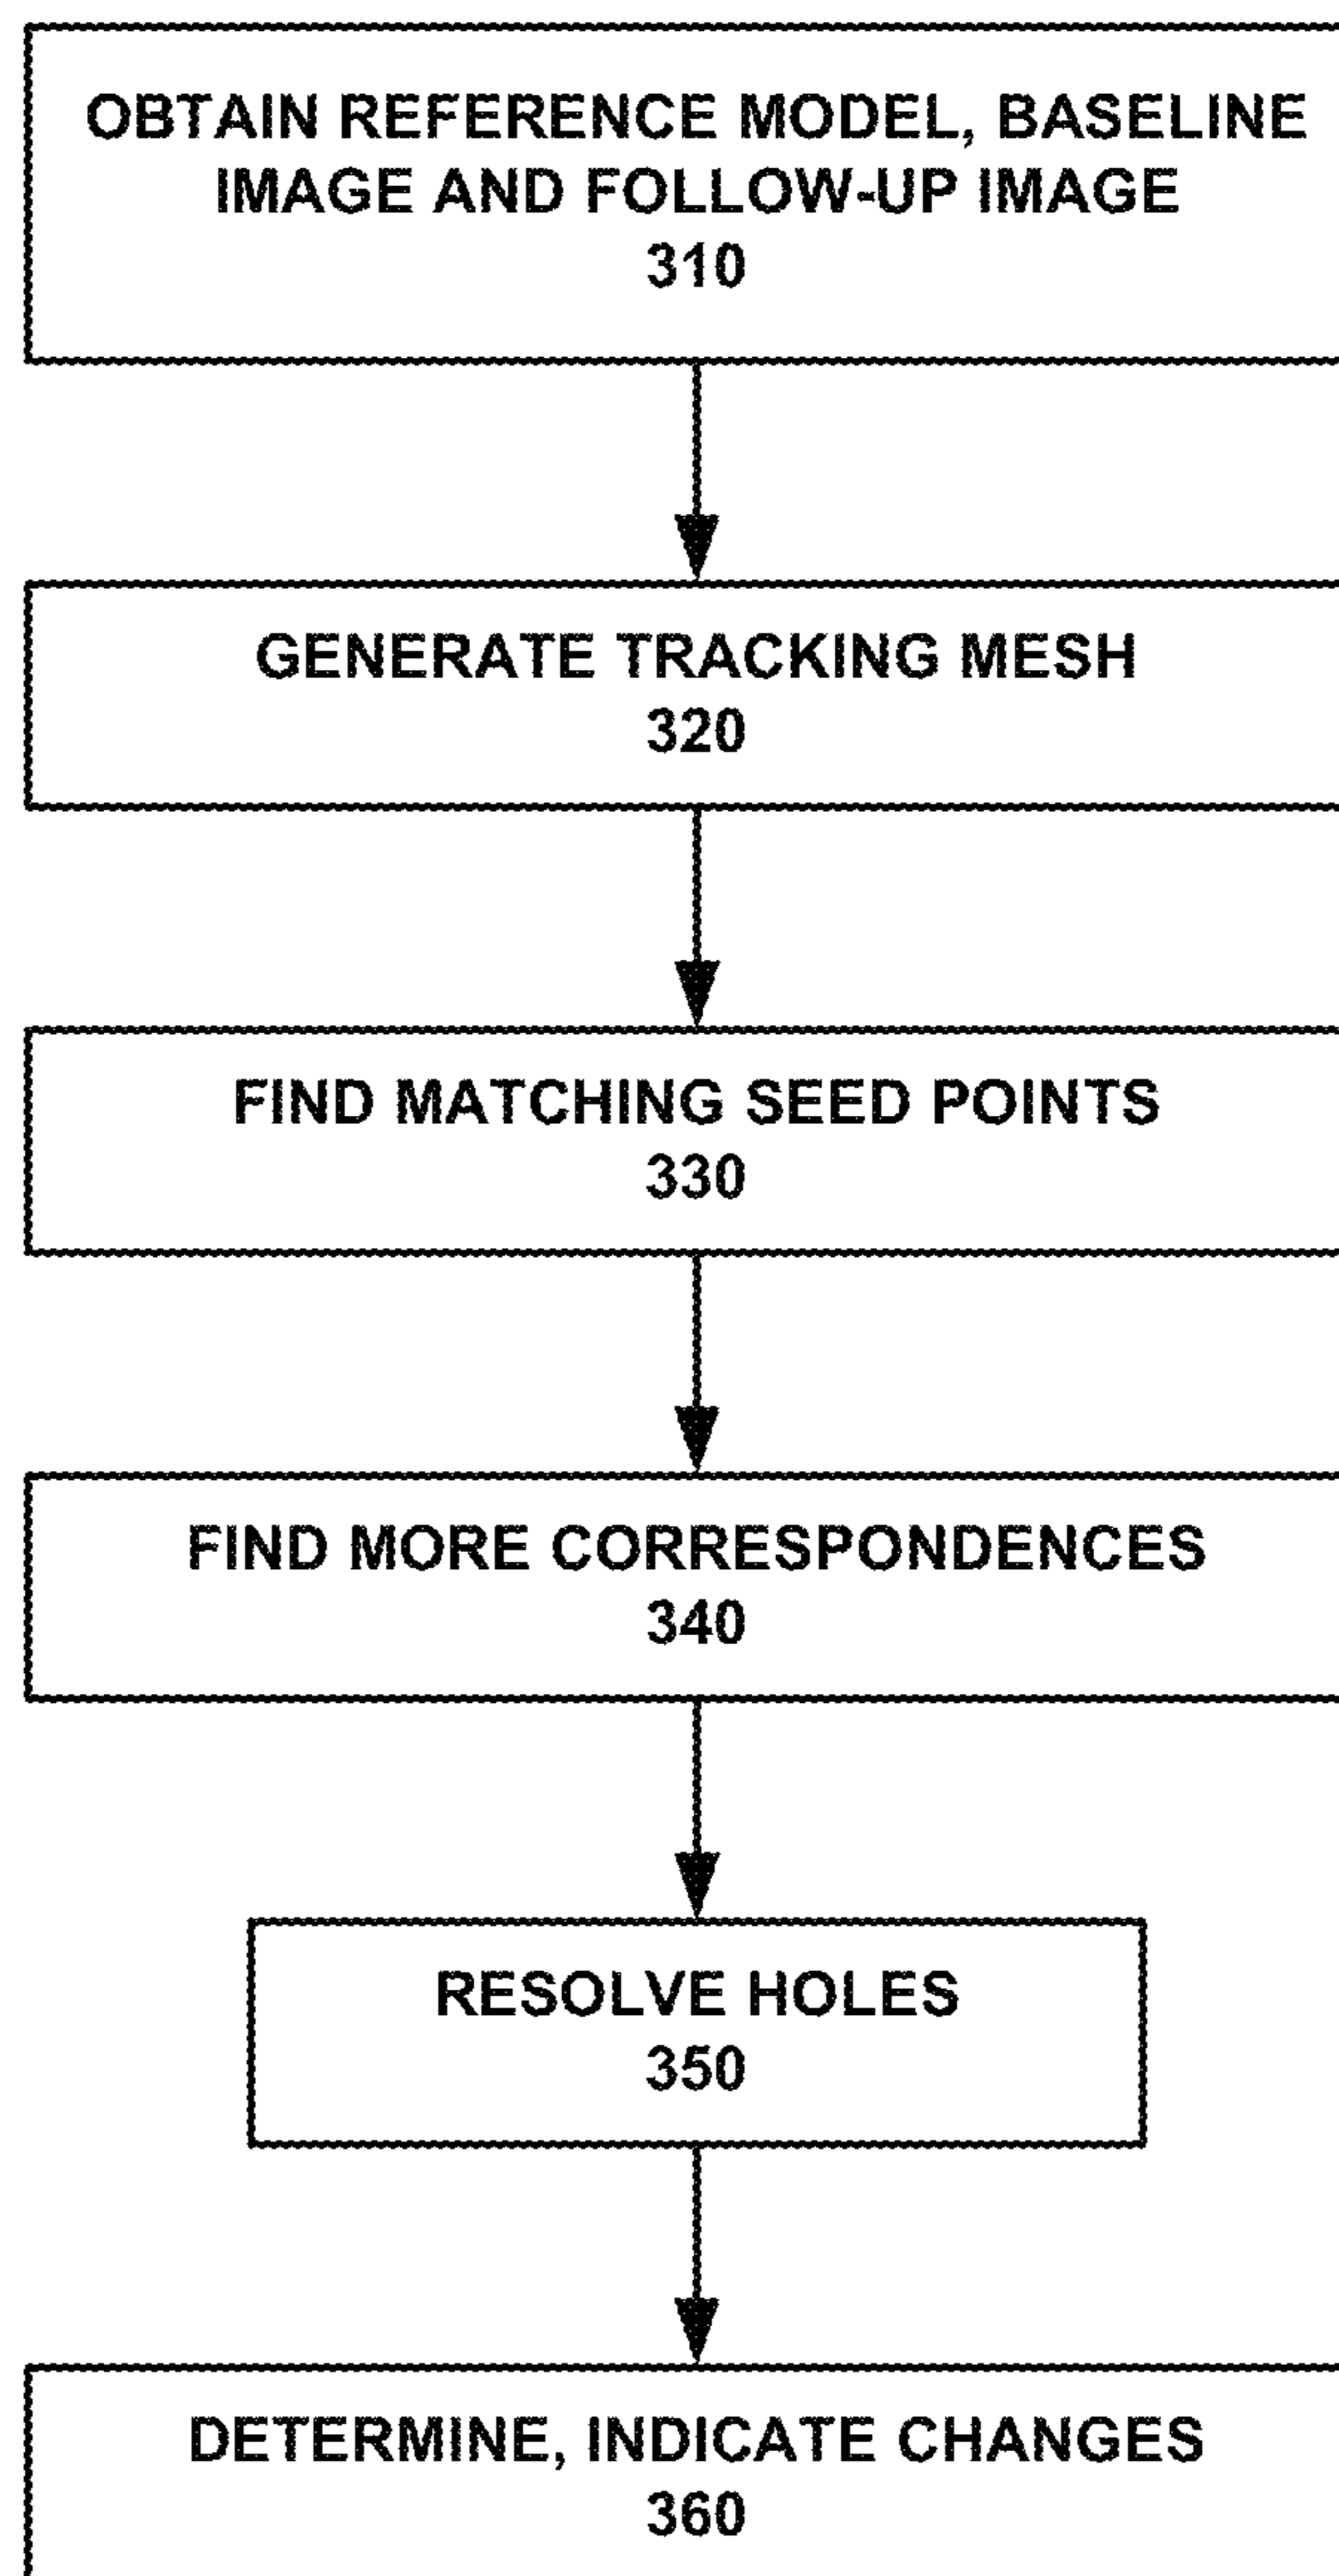 OBTAIN REFERENCE MODEL, BASELINE
IMAGE AND FOLLOW-UP IMAGE
310
GENERATE TRACKING MESH
320
FIND MATCHING SEED POINTS
330
FIND MORE CORRESPONDENCES
340
RESOLVE HOLES
350
DETERMINE, INDICATE CHANGES
360